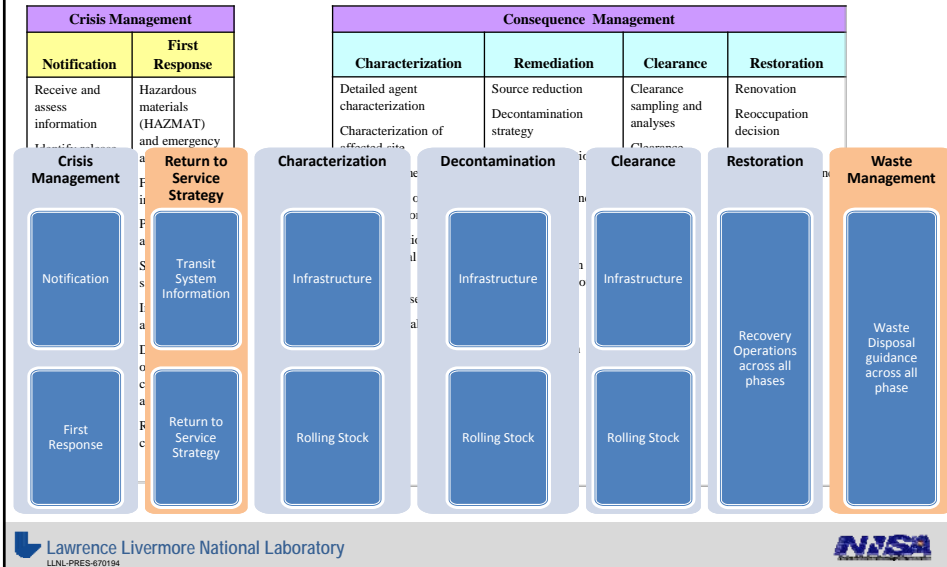 Crisis Management
Consequence Management
Notification
First
Response
Characterization
Remediation
Clearance
Restoration
Receive and
assess
information
Hazardous
materials
(HAZMAT)
and emergency
Detailed agent
characterization
Characterization of
affected site
Source reduction
Decontamination
strategy
Clearance
sampling and
analyses
Clearance
Renovation
Reoccupation
decision
Crisis
Management
Return to
Service
Strategy
Characterization
Decontamination
Clearance
Restoration
Waste
Management
Notification
Transit
System
Information
Infrastructure
Infrastructure
Infrastructure
Recovery
Operations
across all
phases
Waste
Disposal
guidance
across all
phase
First
Response
Return to
Service
Strategy
Rolling Stock
Rolling Stock
Rolling Stock
Lawrence Livermore National Laboratory
LLNL-PRES-670194
NNSA